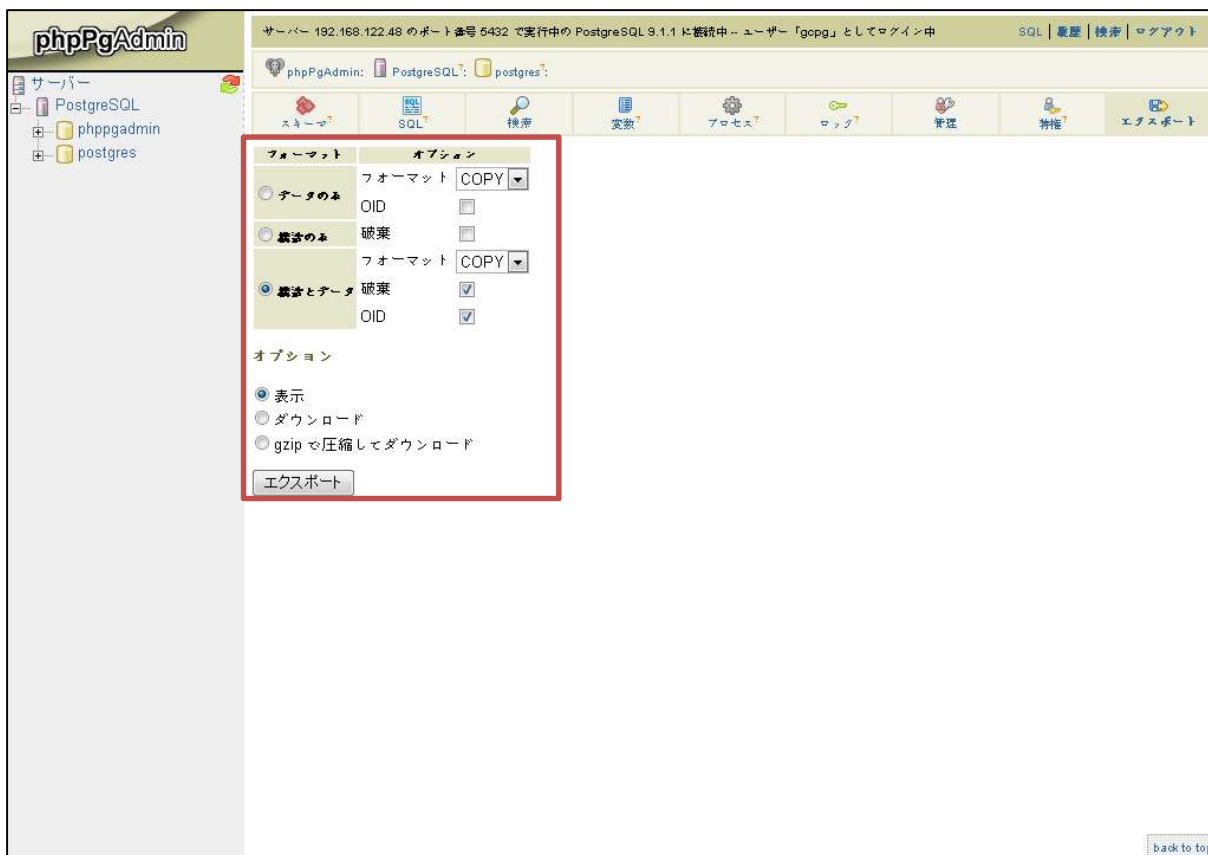 phpPgAdmin
サーバー 192.168.122.48 のポート番号 5432 で実行中の PostgreSQL 9.1.1 に接続中 -- ユーザー「gcpg」としてログイン中
SQL | 履歴 | 検索 | ログアウト
サーバー
PostgreSQL
phppgadmin
postgres
phpPgAdmin: PostgreSQL?: postgres?:
スキーマ? SQL? 検索 変数? プロセス? ロック? 管理 特権? エクスポート
フォーマット オプション
データのみ
フォーマット COPY
OID
構造のみ 破棄
構造とデータ
フォーマット COPY
破棄
OID
オプション
表示
ダウンロード
gzip で圧縮してダウンロード
エクスポート
back to top